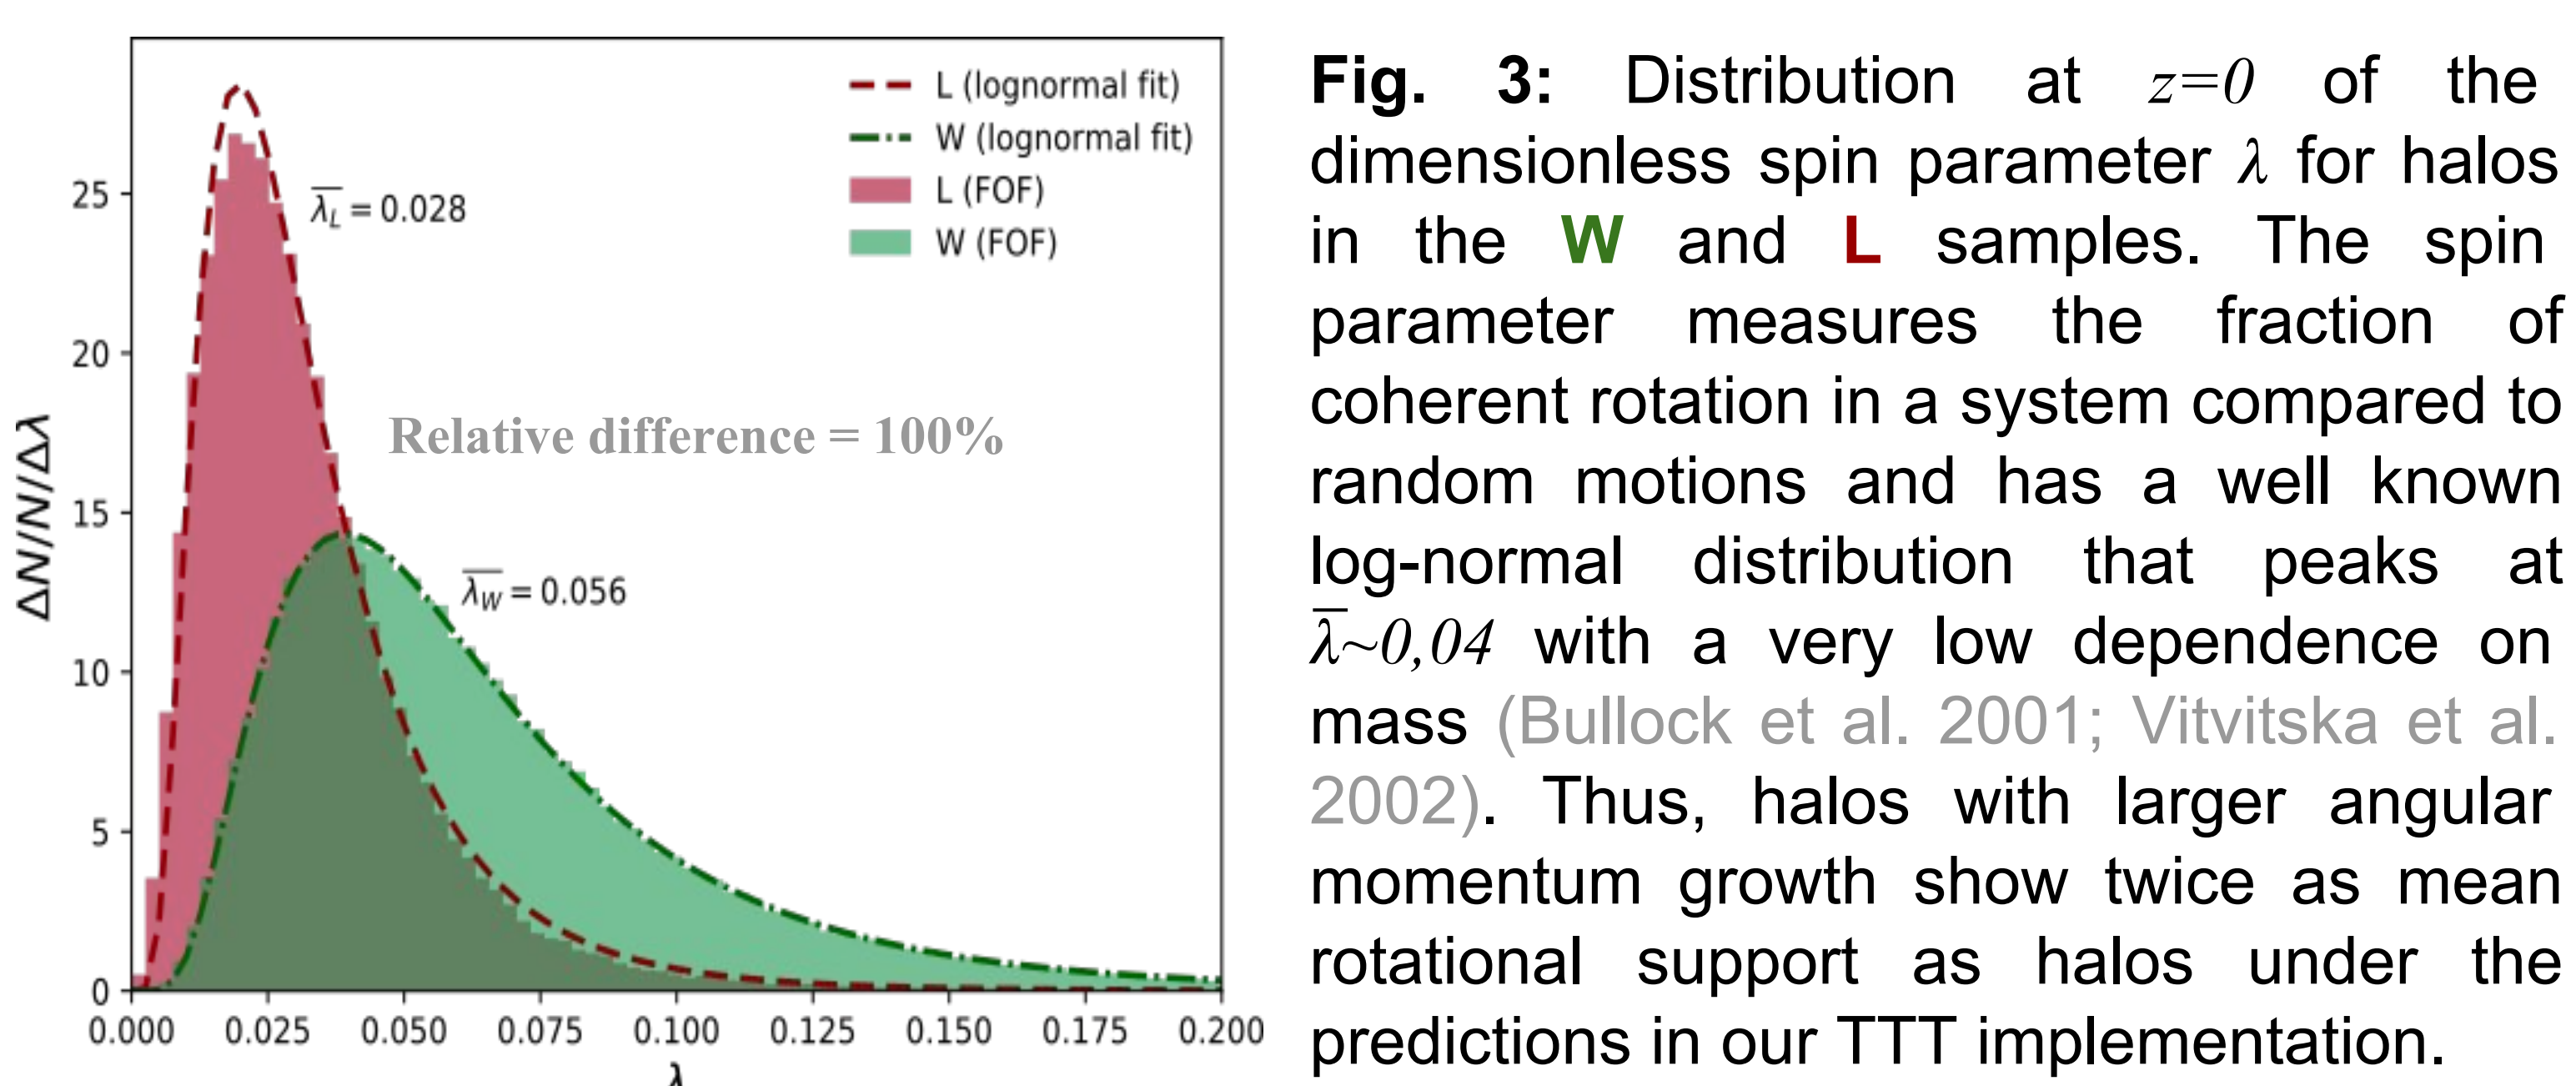 L (lognormal fit)
W (lognormal fit)
L (FOF)
W (FOF)
λ̅_L = 0.028
Relative difference = 100%
λ̅_W = 0.056
ΔN/N/Δλ
25
20
15
10
5
0
0.000 0.025 0.050 0.075 0.100 0.125 0.150 0.175 0.200
λ
Fig. 3: Distribution at z=0 of the
dimensionless spin parameter λ for halos
in the W and L samples. The spin
parameter measures the fraction of
coherent rotation in a system compared to
random motions and has a well known
log-normal distribution that peaks at
λ̅~0,04 with a very low dependence on
mass (Bullock et al. 2001; Vitvitska et al.
2002). Thus, halos with larger angular
momentum growth show twice as mean
rotational support as halos under the
predictions in our TTT implementation.